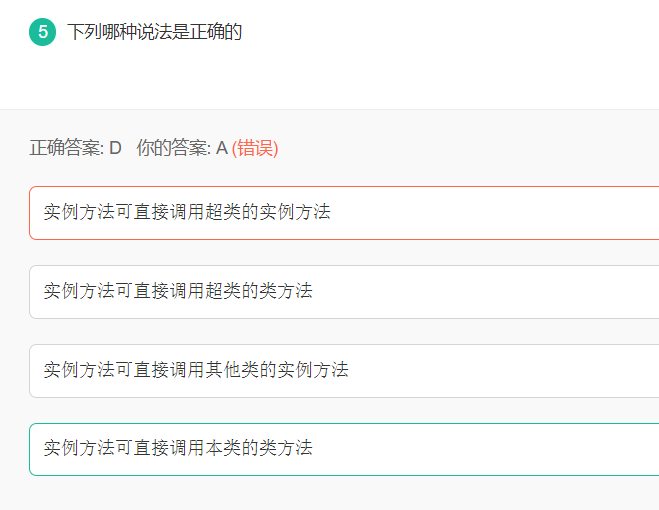 5 下列哪种说法是正确的
正确答案: D 你的答案: A (错误)
实例方法可直接调用超类的实例方法
实例方法可直接调用超类的类方法
实例方法可直接调用其他类的实例方法
实例方法可直接调用本类的类方法